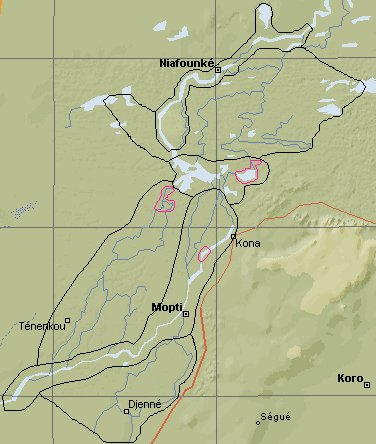 Niafounké
Kona
Mopti
Ténenkou
Koro
Djenné
Ségué